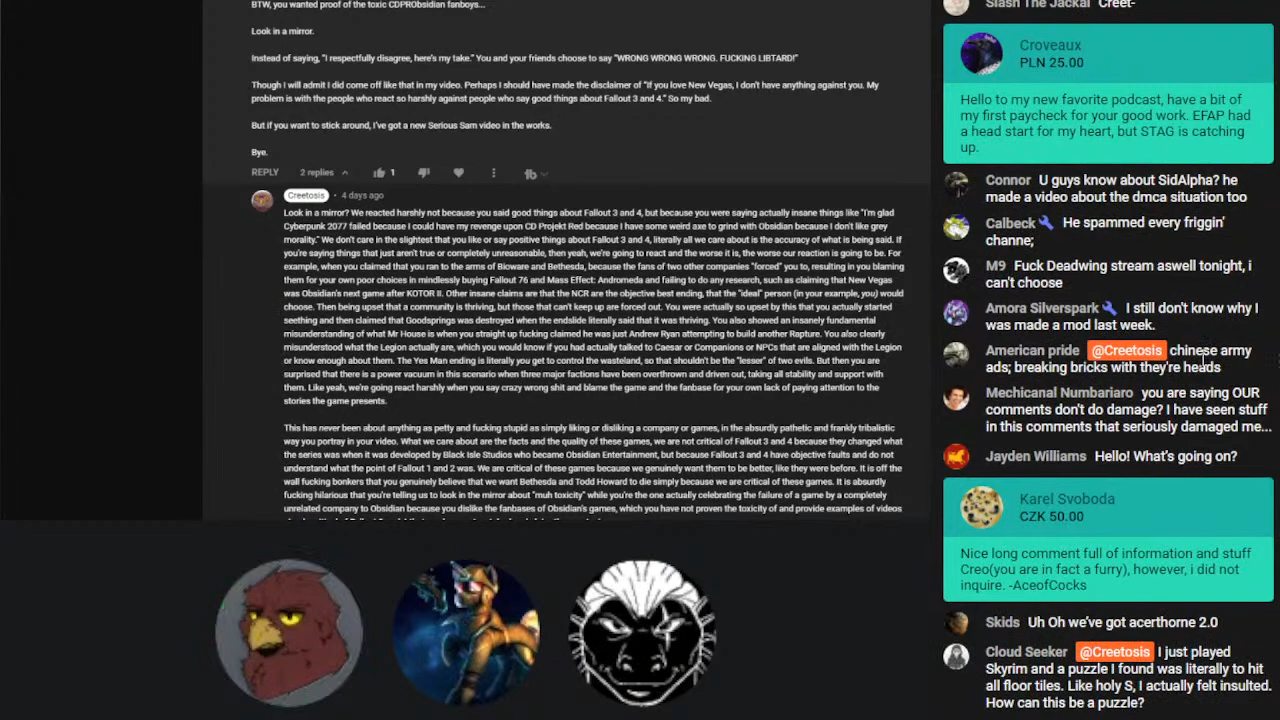 BTW, you wanted proof of the toxic CDPRObsidian fanboys...
Look in a mirror.
Instead of saying, "I respectfully disagree, here's my take." You and your friends choose to say "WRONG WRONG WRONG. FUCKING LIBTARD!"
Though I will admit I did come off like that in my video. Perhaps I should have made the disclaimer of "If you love New Vegas, I don't have anything against you. My
problem is with the people who react so harshly against people who say good things about Fallout 3 and 4." So my bad.
But if you want to stick around, I've got a new Serious Sam video in the works.
Bye.
REPLY 2 replies 1
Creetosis • 4 days ago
Look in a mirror? We reacted harshly not because you said good things about Fallout 3 and 4, but because you were saying actually insane things like "I'm glad
Cyberpunk 2077 failed because I could have my revenge upon CD Projekt Red because I have some weird axe to grind with Obsidian because I don't like grey
morality." We don't care in the slightest that you like or say positive things about Fallout 3 and 4, literally all we care about is the accuracy of what is being said. If
you're saying things that just aren't true or completely unreasonable, then yeah, we're going to react and the worse it is, the worse our reaction is going to be. For
example, when you claimed that you ran to the arms of Bioware and Bethesda, because the fans of two other companies "forced" you to, resulting in you blaming
them for your own poor choices in mindlessly buying Fallout 76 and Mass Effect: Andromeda and failing to do any research, such as claiming that New Vegas
was Obsidian's next game after KOTOR II. Other insane claims are that the NCR are the objective best ending, that the "ideal" person (in your example, you) would
choose. Then being upset that a community is thriving, but those that can't keep up are forced out. You were actually so upset by this that you actually started
seething and then claimed that Goodsprings was destroyed when the endslide literally said that it was thriving. You also showed an insanely fundamental
misunderstanding of what Mr House is when you straight up fucking claimed he was just Andrew Ryan attempting to build another Rapture. You also clearly
misunderstood what the Legion actually are, which you would know if you had actually talked to Caesar or Companions or NPCs that are aligned with the Legion
or know enough about them. The Yes Man ending is literally you get to control the wasteland, so that shouldn't be the "lesser" of two evils. But then you are
surprised that there is a power vacuum in this scenario when three major factions have been overthrown and driven out, taking all stability and support with
them. Like yeah, we're going react harshly when you say crazy wrong shit and blame the game and the fanbase for your own lack of paying attention to the
stories the game presents.
This has never been about anything as petty and fucking stupid as simply liking or disliking a company or games, in the absurdly pathetic and frankly tribalistic
way you portray in your video. What we care about are the facts and the quality of these games, we are not critical of Fallout 3 and 4 because they changed what
the series was when it was developed by Black Isle Studios who became Obsidian Entertainment, but because Fallout 3 and 4 have objective faults and do not
understand what the point of Fallout 1 and 2 was. We are critical of these games because we genuinely want them to be better, like they were before. It is off the
wall fucking bonkers that you genuinely believe that we want Bethesda and Todd Howard to die simply because we are critical of these games. It is absurdly
fucking hilarious that you're telling us to look in the mirror about "muh toxicity" while you're the one actually celebrating the failure of a game by a completely
unrelated company to Obsidian because you dislike the fanbases of Obsidian's games, which you have not proven the toxicity of and provide examples of videos
Slash The Jackal Creet-
Croveaux
PLN 25.00
Hello to my new favorite podcast, have a bit of
my first paycheck for your good work. EFAP had
a head start for my heart, but STAG is catching
up.
Connor U guys know about SidAlpha? he
made a video about the dmca situation too
Calbeck He spammed every friggin'
channe;
M9 Fuck Deadwing stream aswell tonight, i
can't choose
Amora Silverspark I still don't know why I
was made a mod last week.
American pride @Creetosis chinese army
ads; breaking bricks with they're heads
Mechicanal Numbariaro you are saying OUR
comments don't do damage? I have seen stuff
in this comments that seriously damaged me...
Jayden Williams Hello! What's going on?
Karel Svoboda
CZK 50.00
Nice long comment full of information and stuff
Creo(you are in fact a furry), however, i did not
inquire. -AceofCocks
Skids Uh Oh we've got acerthorne 2.0
Cloud Seeker @Creetosis I just played
Skyrim and a puzzle I found was literally to hit
all floor tiles. Like holy S, I actually felt insulted.
How can this be a puzzle?